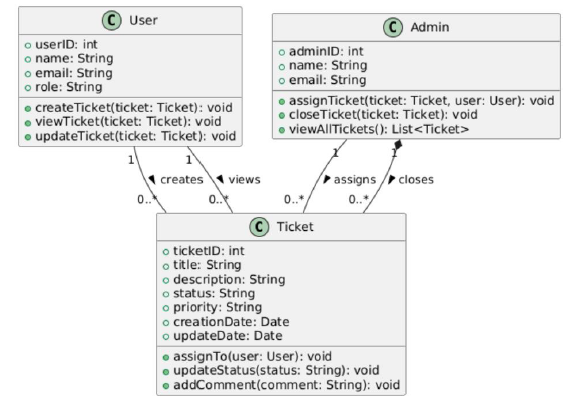 C User
userID: int
name: String
email: String
role: String
createTicket(ticket: Ticket): void
viewTicket(ticket: Ticket): void
updateTicket(ticket: Ticket): void
C Admin
adminID: int
name: String
email: String
assignTicket(ticket: Ticket, user: User): void
closeTicket(ticket: Ticket): void
viewAllTickets(): List<Ticket>
1
1
1
1
creates
views
assigns
closes
0..*
0..*
0..*
0..*
C Ticket
ticketID: int
title: String
description: String
status: String
priority: String
creationDate: Date
updateDate: Date
assignTo(user: User): void
updateStatus(status: String): void
addComment(comment: String): void